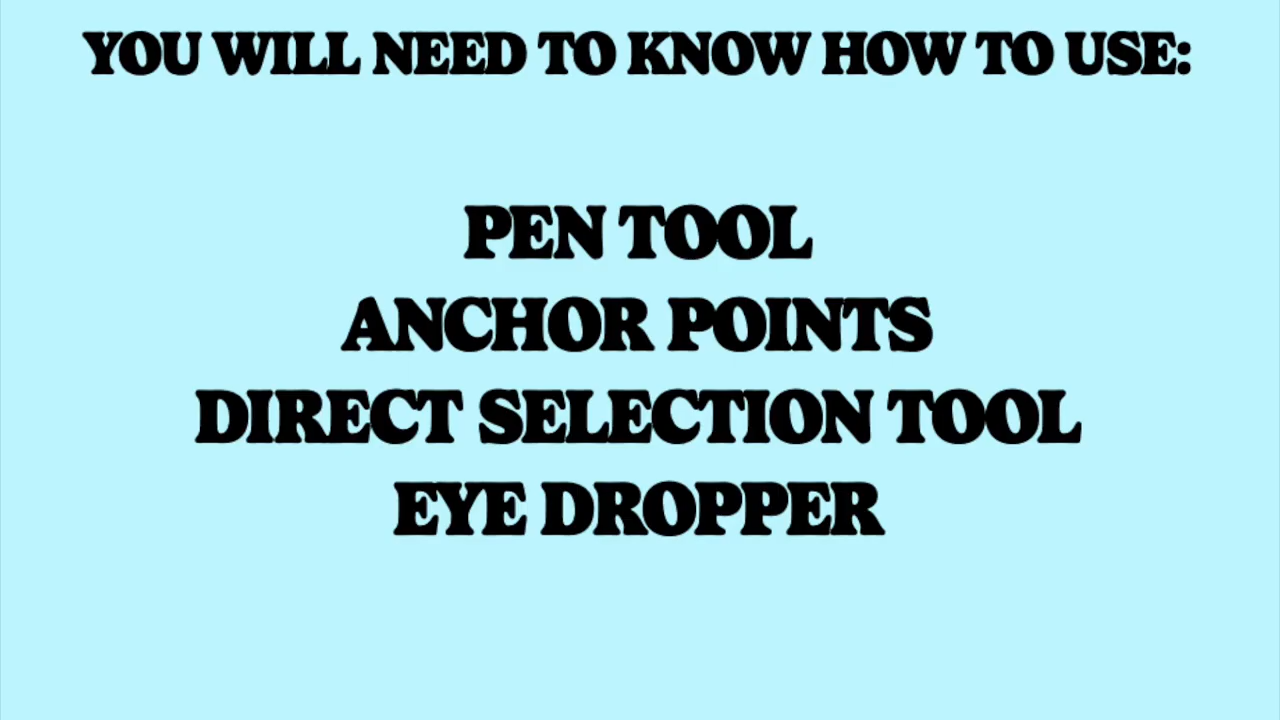 YOU WILL NEED TO KNOW HOW TO USE:
PEN TOOL
ANCHOR POINTS
DIRECT SELECTION TOOL
EYE DROPPER